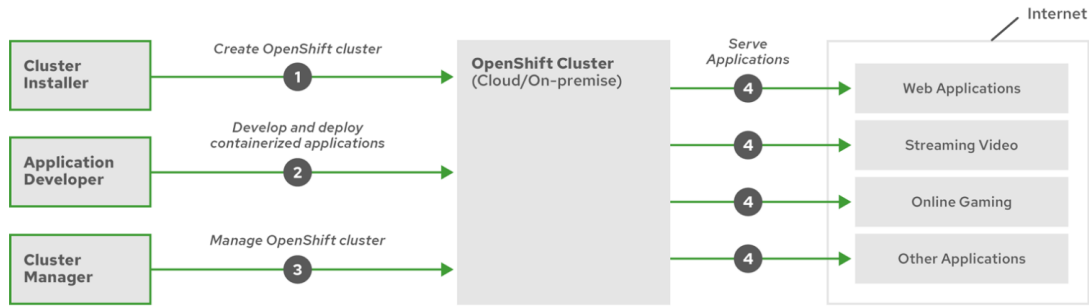 Internet
Cluster
Installer
Create OpenShift cluster
1
Application
Developer
Develop and deploy
containerized applications
2
Cluster
Manager
Manage OpenShift cluster
3
OpenShift Cluster
(Cloud/On-premise)
Serve
Applications
4
Web Applications
4
Streaming Video
4
Online Gaming
4
Other Applications